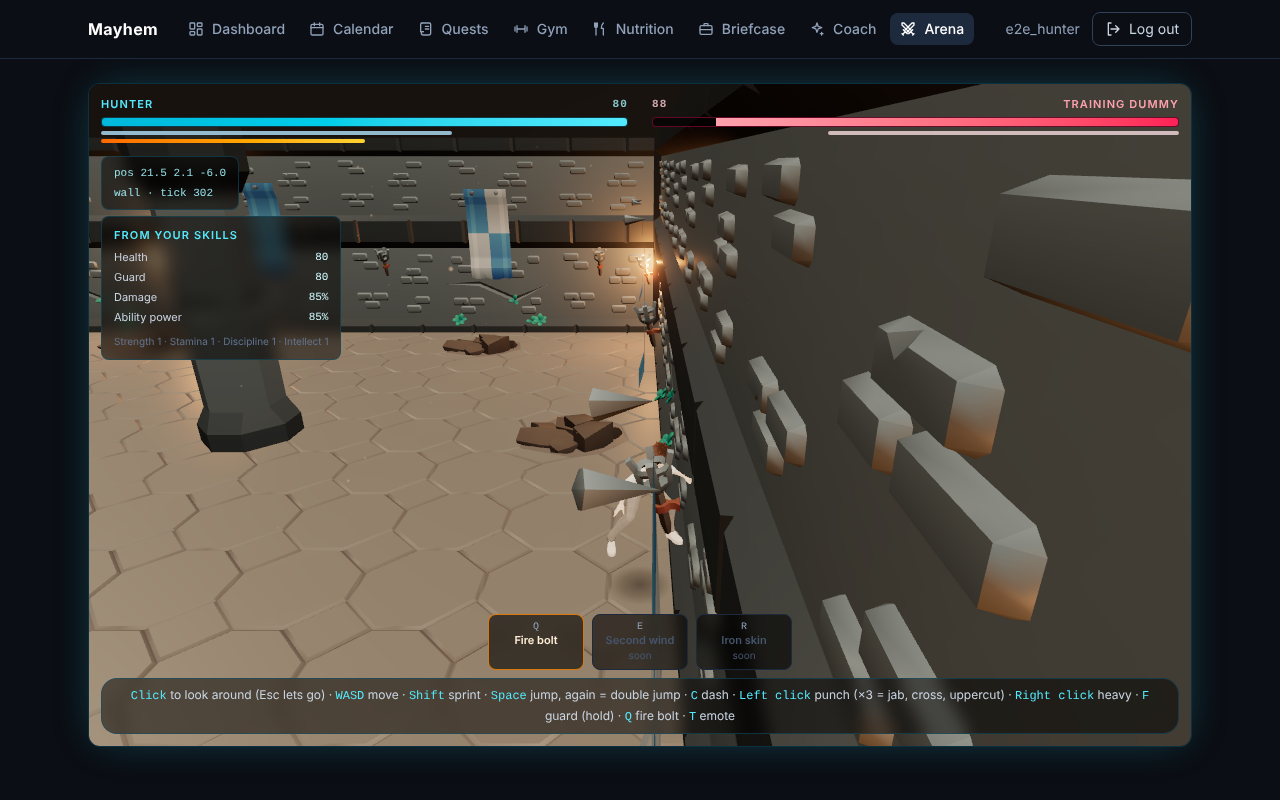 Mayhem
Dashboard
Calendar
Quests
Gym
Nutrition
Briefcase
Coach
Arena
e2e_hunter
Log out
HUNTER
80
88
TRAINING DUMMY
pos 21.5 2.1 -6.0
wall · tick 302
FROM YOUR SKILLS
Health 80
Guard 80
Damage 85%
Ability power 85%
Strength 1 · Stamina 1 · Discipline 1 · Intellect 1
Q
Fire bolt
E
Second wind
soon
R
Iron skin
soon
Click to look around (Esc lets go) · WASD move · Shift sprint · Space jump, again = double jump · C dash · Left click punch (×3 = jab, cross, uppercut) · Right click heavy · F
guard (hold) · Q fire bolt · T emote